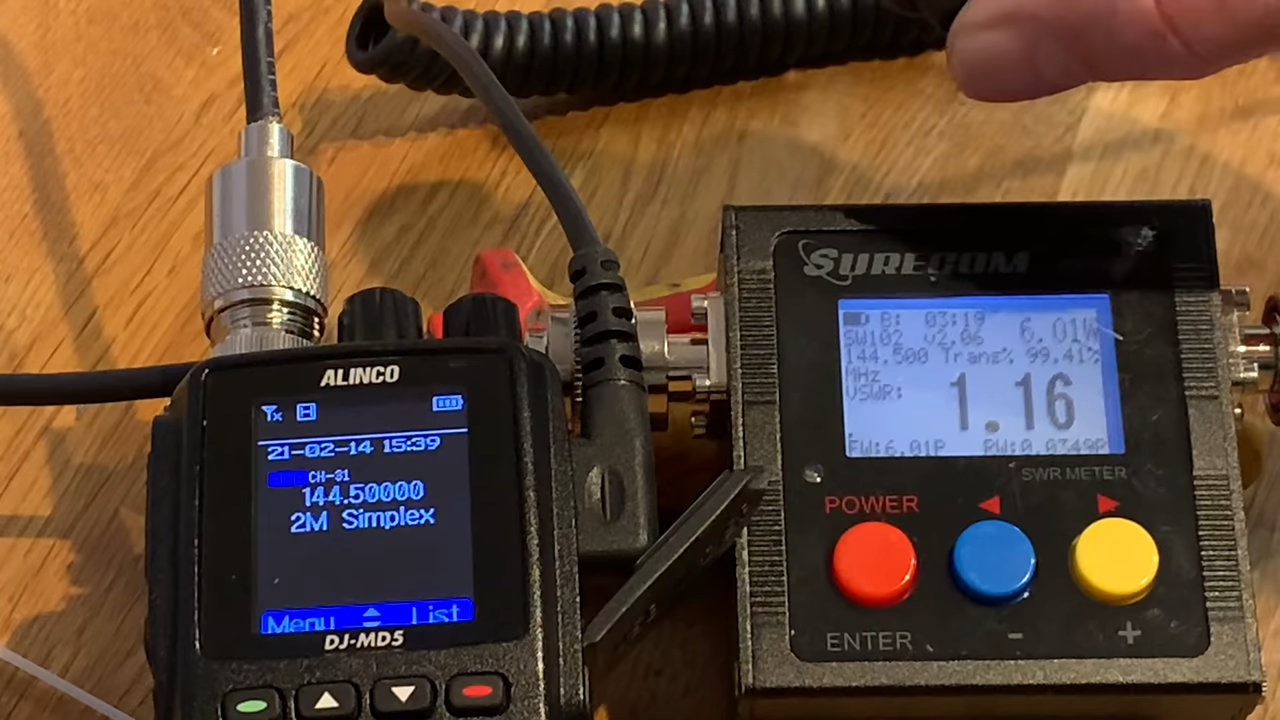 ALINCO
21-02-14 15:39
CH-31
144.50000
2M Simplex
Menu List
DJ-MD5
SURECOM
B: 03:19
6.01W
SW102 v2.06
144.500 Trans% 99.41%
MHz
VSWR:
1.16
FW:6.01P RW:0.0349P
SWR METER
POWER
ENTER - +